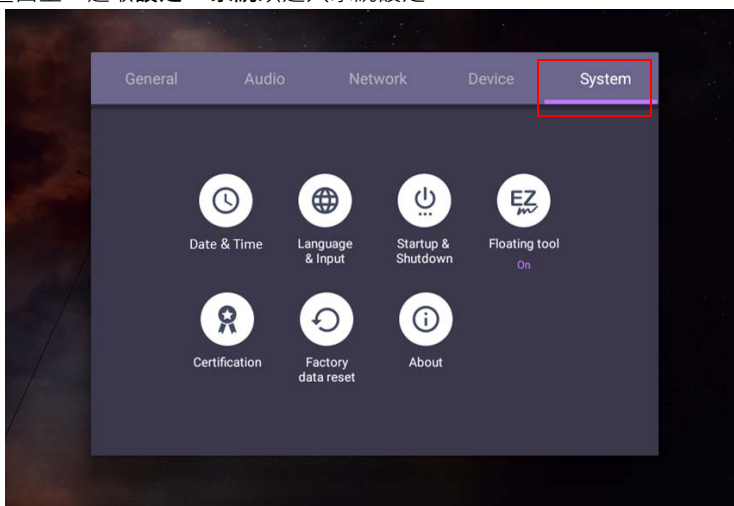 General Audio Network Device System
Date & Time
Language
& Input
Startup &
Shutdown
EZ
Floating tool
On
Certification
Factory
data reset
About